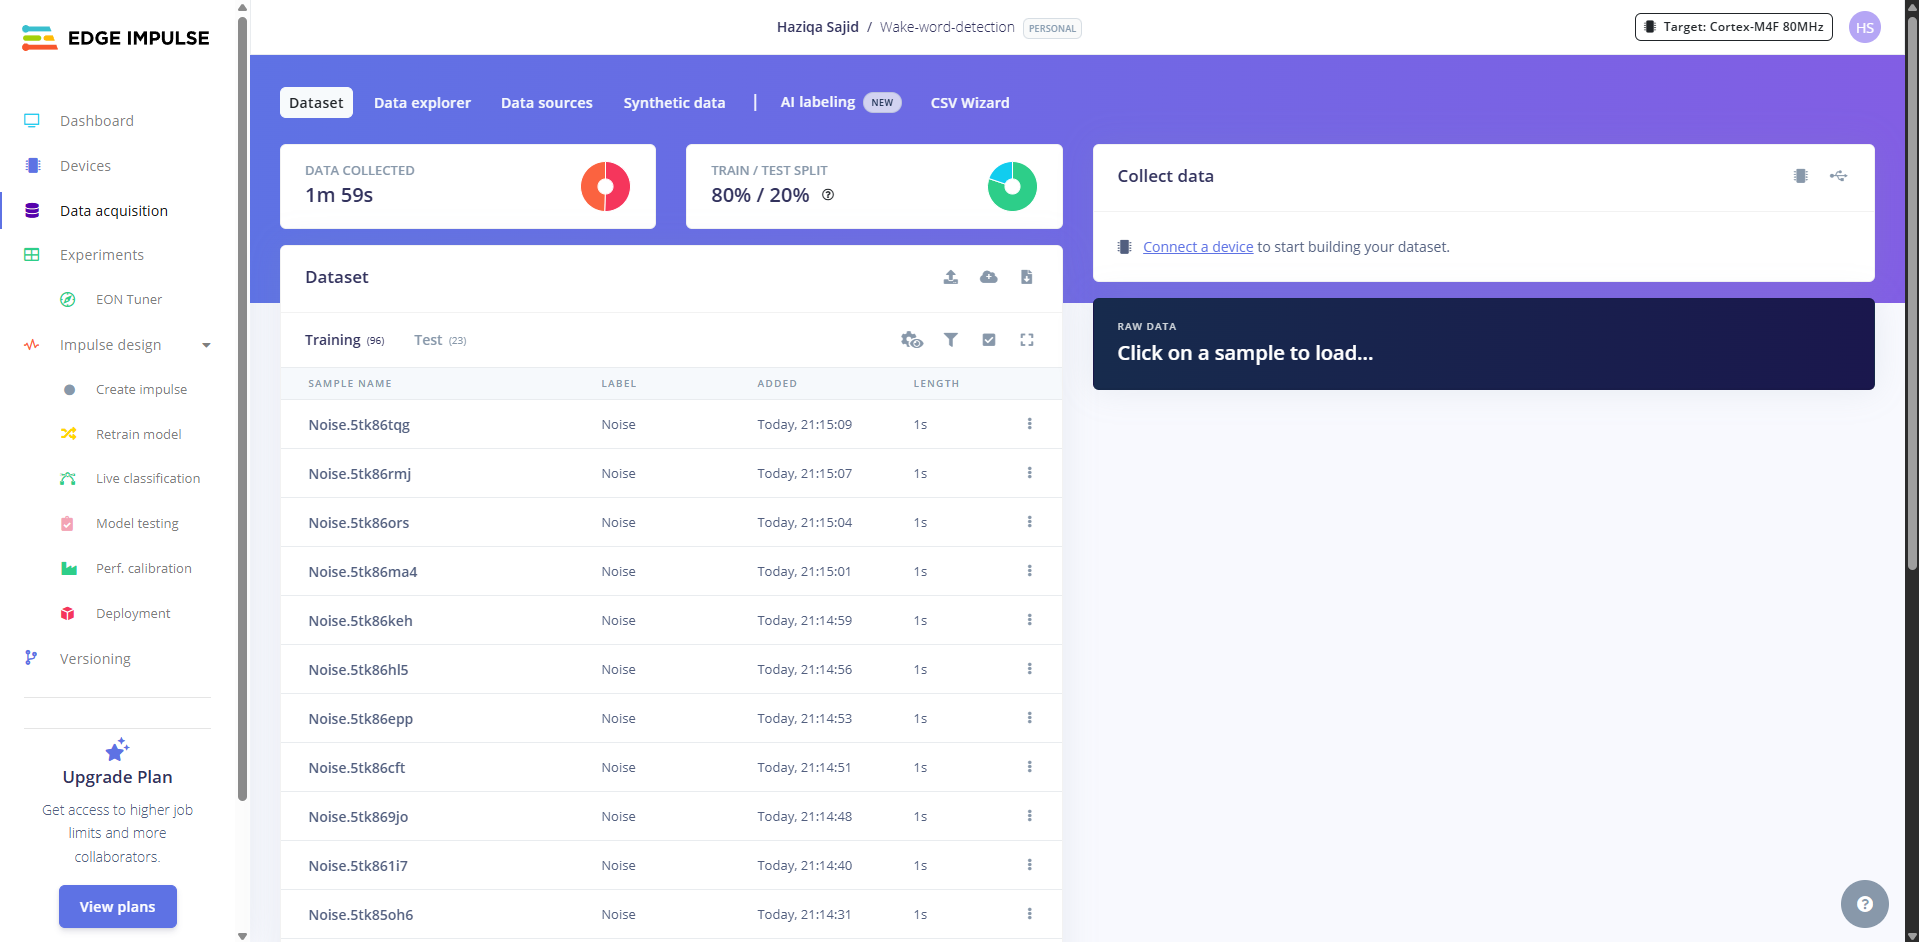 EDGE IMPULSE
Haziqa Sajid / Wake-word-detection PERSONAL
Target: Cortex-M4F 80MHz
HS
Dashboard
Devices
Data acquisition
Experiments
EON Tuner
Impulse design
Create impulse
Retrain model
Live classification
Model testing
Perf. calibration
Deployment
Versioning
Upgrade Plan
Get access to higher job
limits and more
collaborators.
View plans
Dataset Data explorer Data sources Synthetic data | AI labeling NEW CSV Wizard
DATA COLLECTED
1m 59s
TRAIN / TEST SPLIT
80% / 20% ?
Dataset
Training (96) Test (23)
SAMPLE NAME LABEL ADDED LENGTH
Noise.5tk86tqg Noise Today, 21:15:09 1s
Noise.5tk86rmj Noise Today, 21:15:07 1s
Noise.5tk86ors Noise Today, 21:15:04 1s
Noise.5tk86ma4 Noise Today, 21:15:01 1s
Noise.5tk86keh Noise Today, 21:14:59 1s
Noise.5tk86hl5 Noise Today, 21:14:56 1s
Noise.5tk86epp Noise Today, 21:14:53 1s
Noise.5tk86cft Noise Today, 21:14:51 1s
Noise.5tk869jo Noise Today, 21:14:48 1s
Noise.5tk861i7 Noise Today, 21:14:40 1s
Noise.5tk85oh6 Noise Today, 21:14:31 1s
Collect data
Connect a device to start building your dataset.
RAW DATA
Click on a sample to load...
?